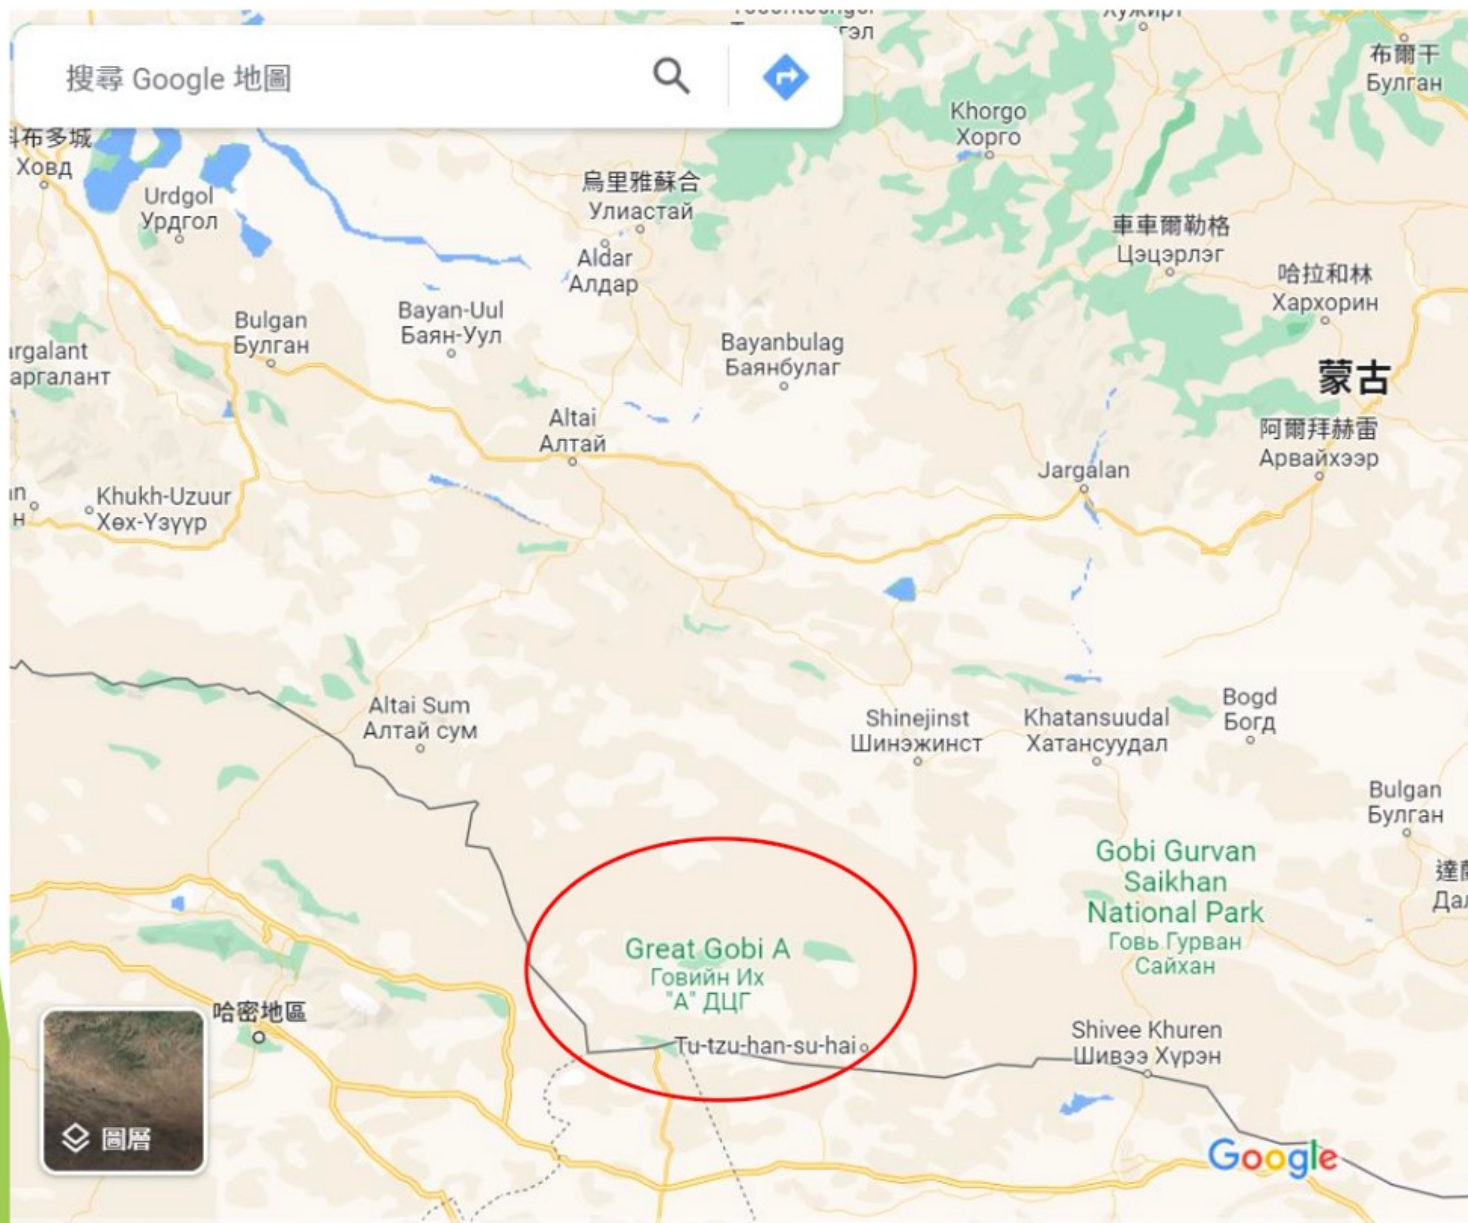 搜尋 Google 地圖
布爾干
Булган
Khorgo
Хорго
布多城
Ховд
Urdgol
Урдгол
烏里雅蘇合
Улиастай
Aldar
Алдар
車車爾勒格
Цэцэрлэг
哈拉和林
Хархорин
Bayan-Uul
Баян-Уул
Bulgan
Булган
Bayanbulag
Баянбулаг
argalant
аргалант
蒙古
Altai
Алтай
阿爾拜赫雷
Арвайхээр
Jargalan
Khukh-Uzuur
Хөх-Үзүүр
Altai Sum
Алтай сум
Shinejinst
Шинэжинст
Khatansuudal
Хатансуудал
Bogd
Богд
Bulgan
Булган
Gobi Gurvan
Saikhan
National Park
Говь Гурван
Сайхан
Great Gobi A
Говийн Их
"А" ДЦГ
哈密地區
Tu-tzu-han-su-hai
Shivee Khuren
Шивээ Хүрэн
圖層
Google